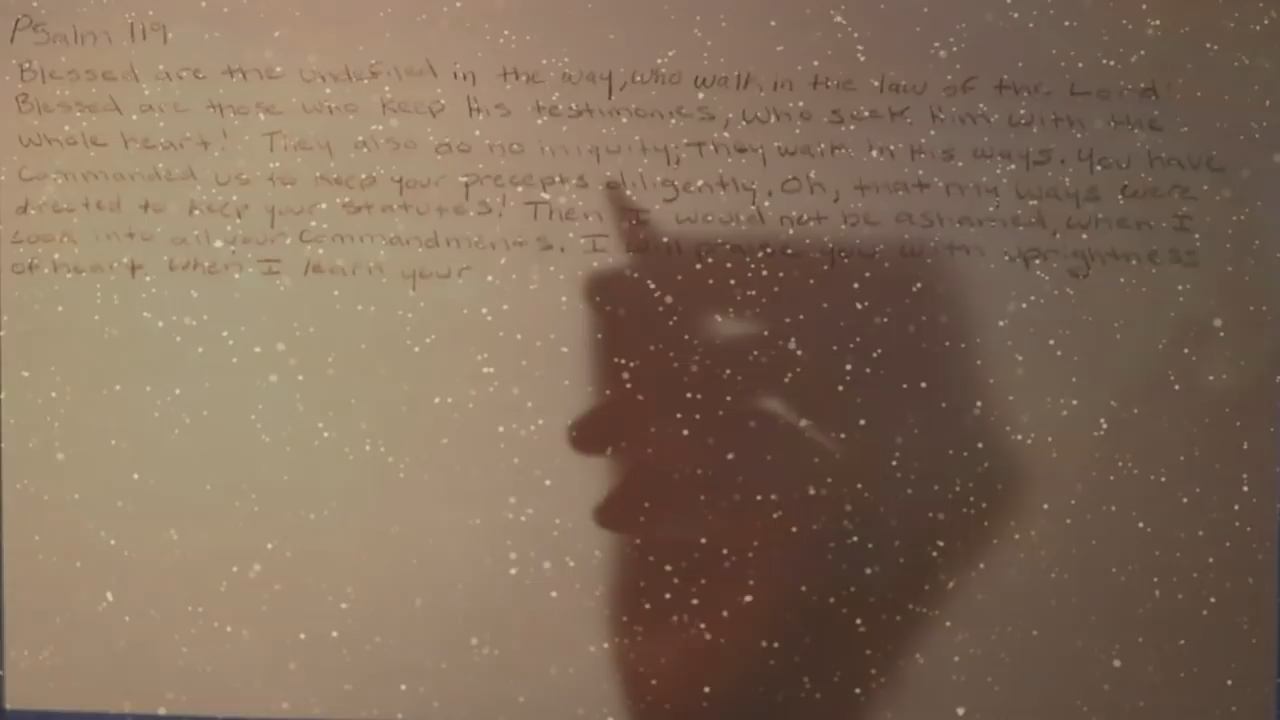 Psalm 119
Blessed are the undefiled in the way, who walk in the law of the Lord!
Blessed are those who keep His testimonies, who seek Him with the
whole heart! They also do no iniquity; They walk in His ways. You have
Commanded us to keep your precepts diligently. Oh, that my ways were
directed to keep your statutes! Then I would not be ashamed, when I
Look into all your Commandments. I will praise you with uprightness
of heart, when I learn your